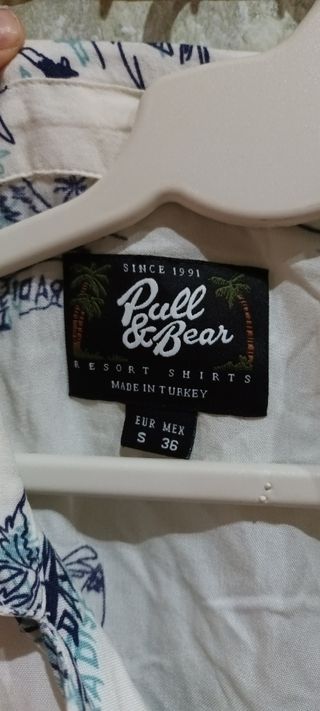 SINCE 1991
Pull
&Bear
RESORT SHIRTS
MADE IN TURKEY
EUR MEX
S 36